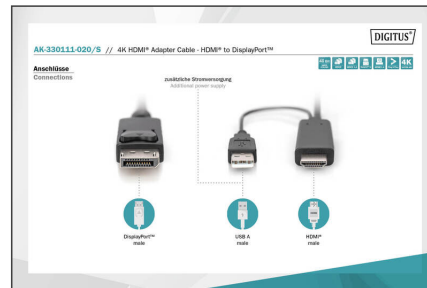 DIGITUS®
AK-330111-020/S // 4K HDMI® Adapter Cable - HDMI® to DisplayPort™
4K
Anschlüsse
Connections
zusätzliche Stromversorgung
Additional power supply
DisplayPort™
male
USB A
male
HDMI®
male